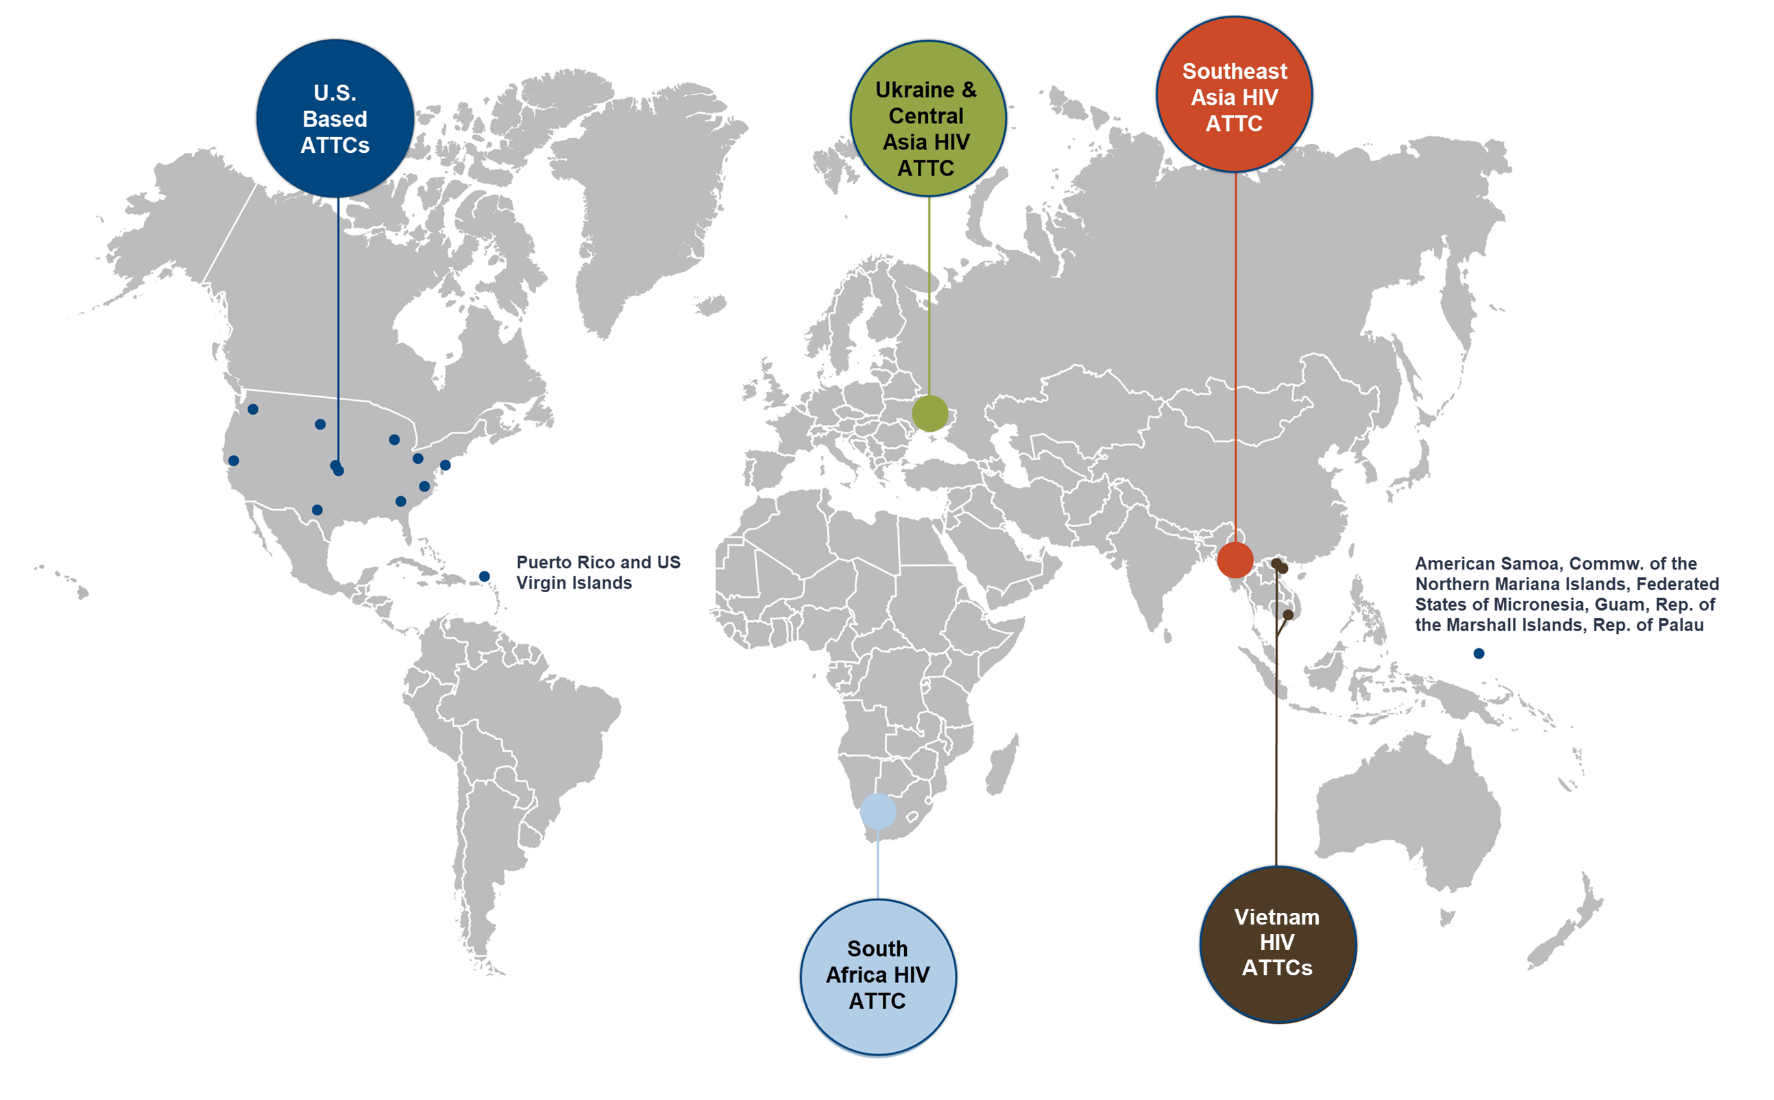 U.S.
Based
ATTCs
Ukraine &
Central
Asia HIV
ATTC
Southeast
Asia HIV
ATTC
Puerto Rico and US
Virgin Islands
American Samoa, Commw. of the
Northern Mariana Islands, Federated
States of Micronesia, Guam, Rep. of
the Marshall Islands, Rep. of Palau
South
Africa HIV
ATTC
Vietnam
HIV
ATTCs